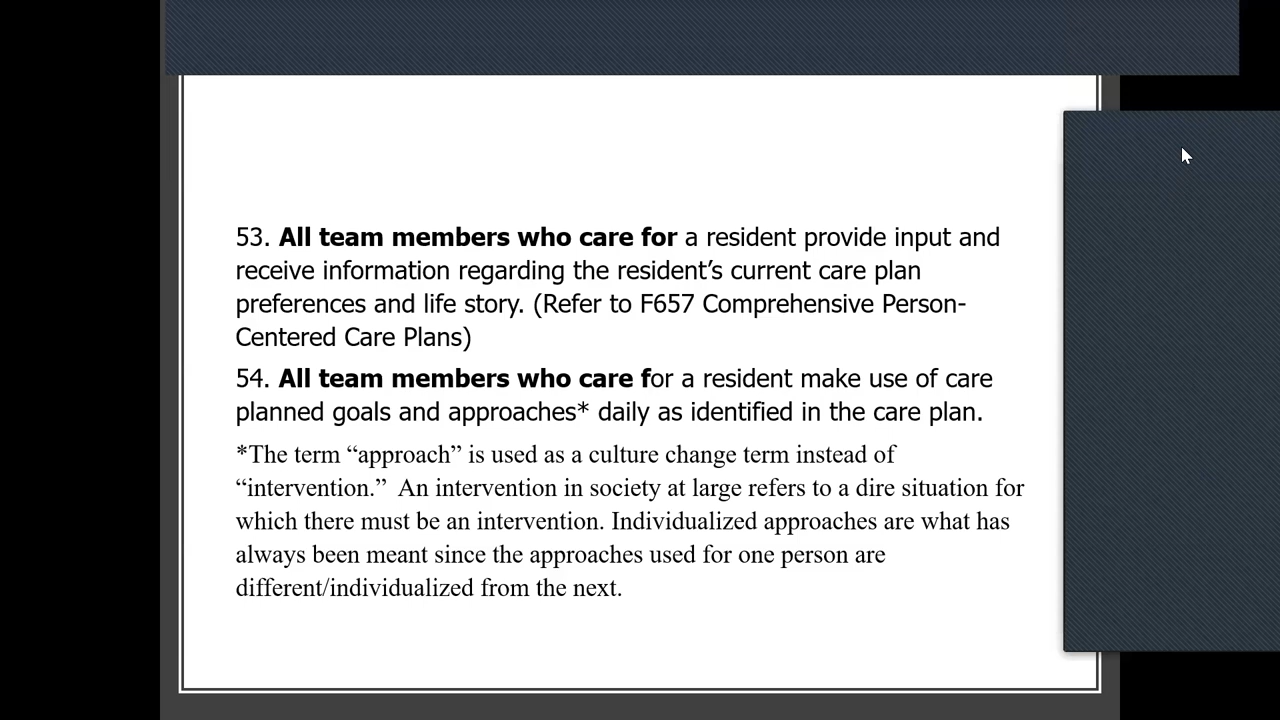 53. All team members who care for a resident provide input and
receive information regarding the resident’s current care plan
preferences and life story. (Refer to F657 Comprehensive Person-
Centered Care Plans)
54. All team members who care for a resident make use of care
planned goals and approaches* daily as identified in the care plan.
*The term “approach” is used as a culture change term instead of
“intervention.”  An intervention in society at large refers to a dire situation for
which there must be an intervention. Individualized approaches are what has
always been meant since the approaches used for one person are
different/individualized from the next.